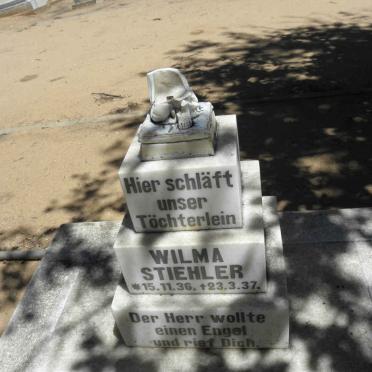 Hier schläft
unser
Töchterlein
WILMA
STIEHLER
*15.11.36. +23.3.37.
Der Herr wollte
einen Engel
und rief Dich.